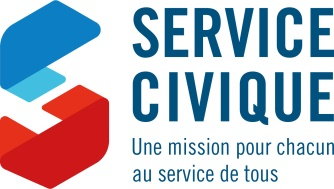 SERVICE
CIVIQUE
Une mission pour chacun
au service de tous